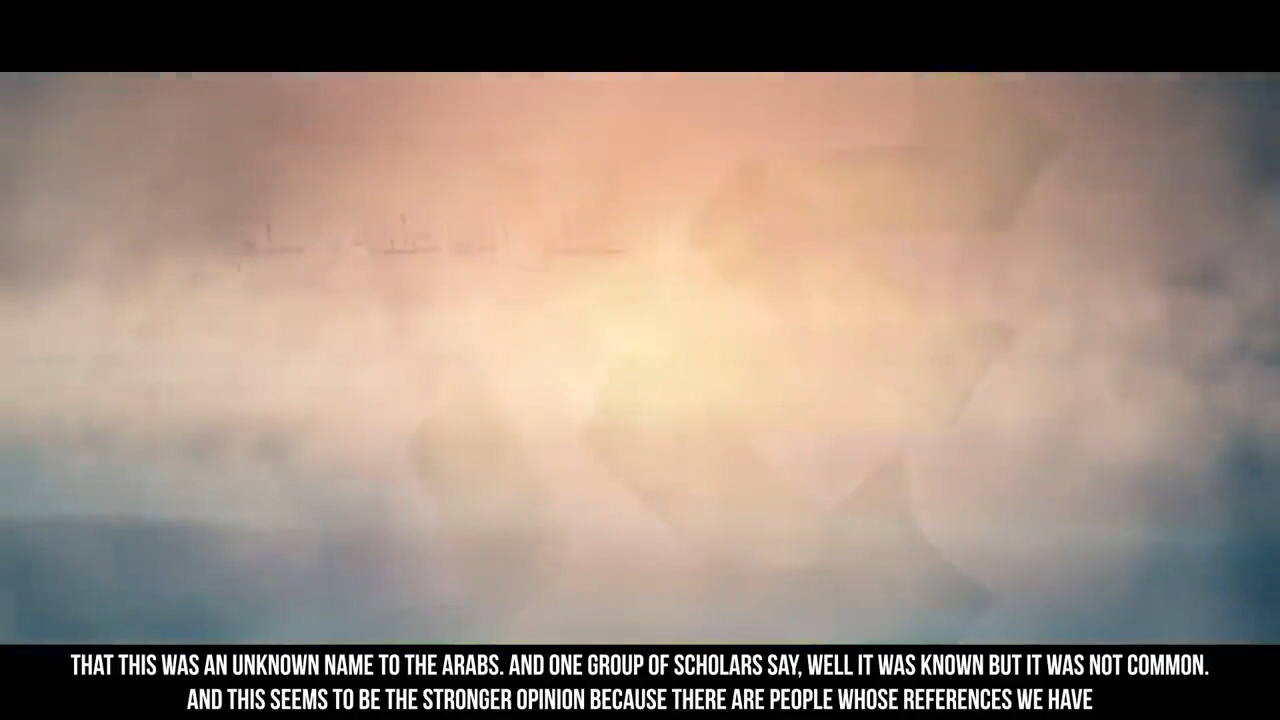 THAT THIS WAS AN UNKNOWN NAME TO THE ARABS. AND ONE GROUP OF SCHOLARS SAY, WELL IT WAS KNOWN BUT IT WAS NOT COMMON.
AND THIS SEEMS TO BE THE STRONGER OPINION BECAUSE THERE ARE PEOPLE WHOSE REFERENCES WE HAVE